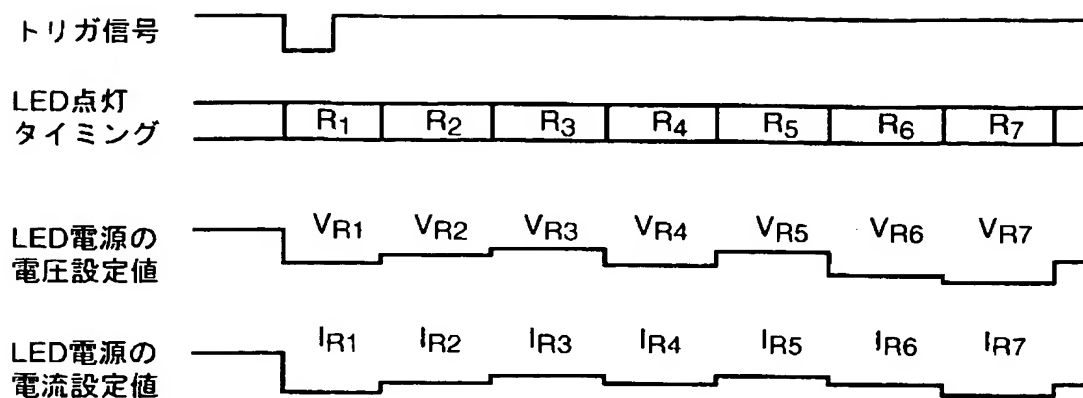 トリガ信号
LED点灯
タイミング
R1 R2 R3 R4 R5 R6 R7
LED電源の
電圧設定値
VR1 VR2 VR3 VR4 VR5 VR6 VR7
LED電源の
電流設定値
IR1 IR2 IR3 IR4 IR5 IR6 IR7